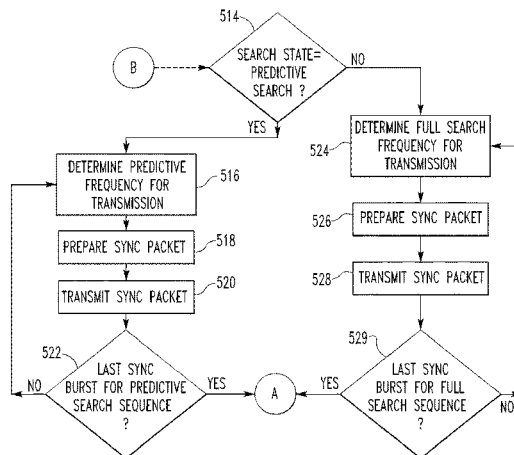 514
B
SEARCH STATE=
PREDICTIVE
SEARCH ?
NO
YES
DETERMINE PREDICTIVE
FREQUENCY FOR
TRANSMISSION
516
PREPARE SYNC PACKET
518
TRANSMIT SYNC PACKET
520
522
LAST SYNC
BURST FOR PREDICTIVE
SEARCH SEQUENCE
?
NO
YES
A
524
DETERMINE FULL SEARCH
FREQUENCY FOR
TRANSMISSION
526
PREPARE SYNC PACKET
528
TRANSMIT SYNC PACKET
529
LAST SYNC
BURST FOR FULL
SEARCH SEQUENCE
?
YES
NO